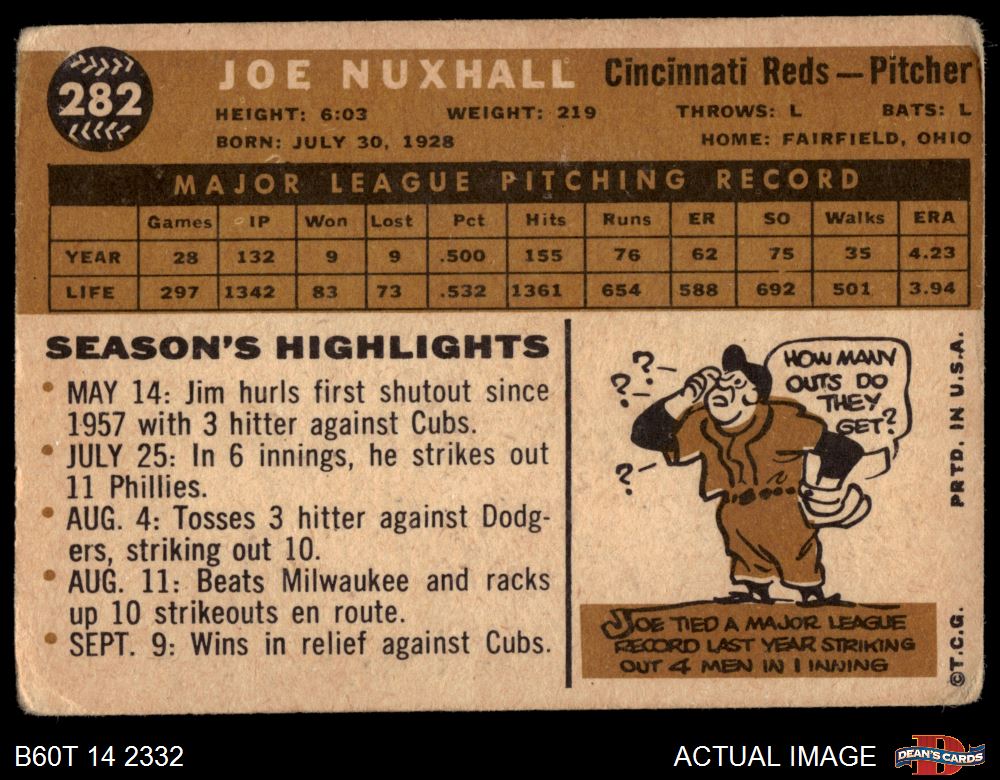 282
JOE NUXHALL Cincinnati Reds—Pitcher
HEIGHT: 6:03 WEIGHT: 219 THROWS: L BATS: L
BORN: JULY 30, 1928 HOME: FAIRFIELD, OHIO
MAJOR LEAGUE PITCHING RECORD
Games IP Won Lost Pct Hits Runs ER SO Walks ERA
YEAR 28 132 9 9 .500 155 76 62 75 35 4.23
LIFE 297 1342 83 73 .532 1361 654 588 692 501 3.94
SEASON'S HIGHLIGHTS
• MAY 14: Jim hurls first shutout since
1957 with 3 hitter against Cubs.
• JULY 25: In 6 innings, he strikes out
11 Phillies.
• AUG. 4: Tosses 3 hitter against Dodg-
ers, striking out 10.
• AUG. 11: Beats Milwaukee and racks
up 10 strikeouts en route.
• SEPT. 9: Wins in relief against Cubs.
? ?
?
?
HOW MANY
OUTS DO
THEY
GET?
JOE TIED A MAJOR LEAGUE
RECORD LAST YEAR STRIKING
OUT 4 MEN IN 1 INNING
©T.C.G. PRTD. IN U.S.A.
B60T 14 2332 ACTUAL IMAGE
D
DEAN'S CARDS